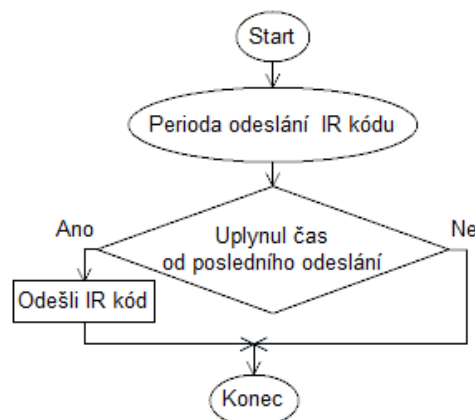 Start
Perioda odeslání IR kódu
Ano
Uplynul čas
od posledního odeslání
Ne
Odešli IR kód
Konec